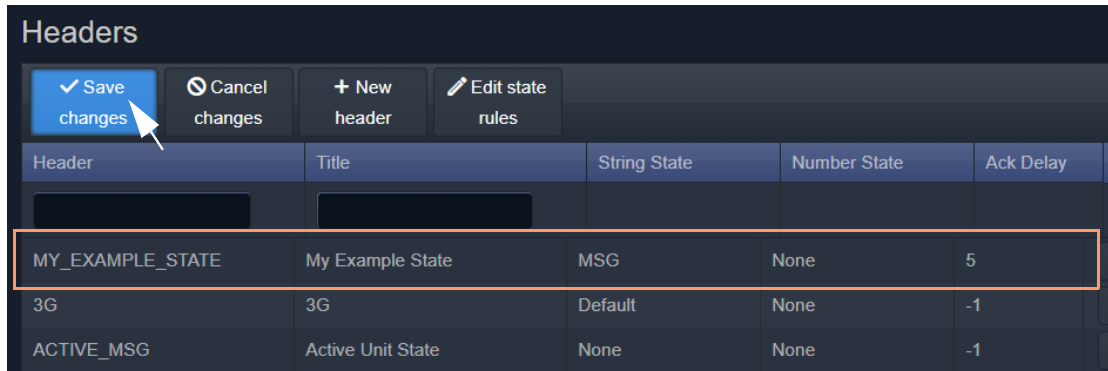 Headers
Save changes
Cancel changes
+ New header
Edit state rules
Header Title String State Number State Ack Delay
MY_EXAMPLE_STATE My Example State MSG None 5
3G 3G Default None -1
ACTIVE_MSG Active Unit State None None -1